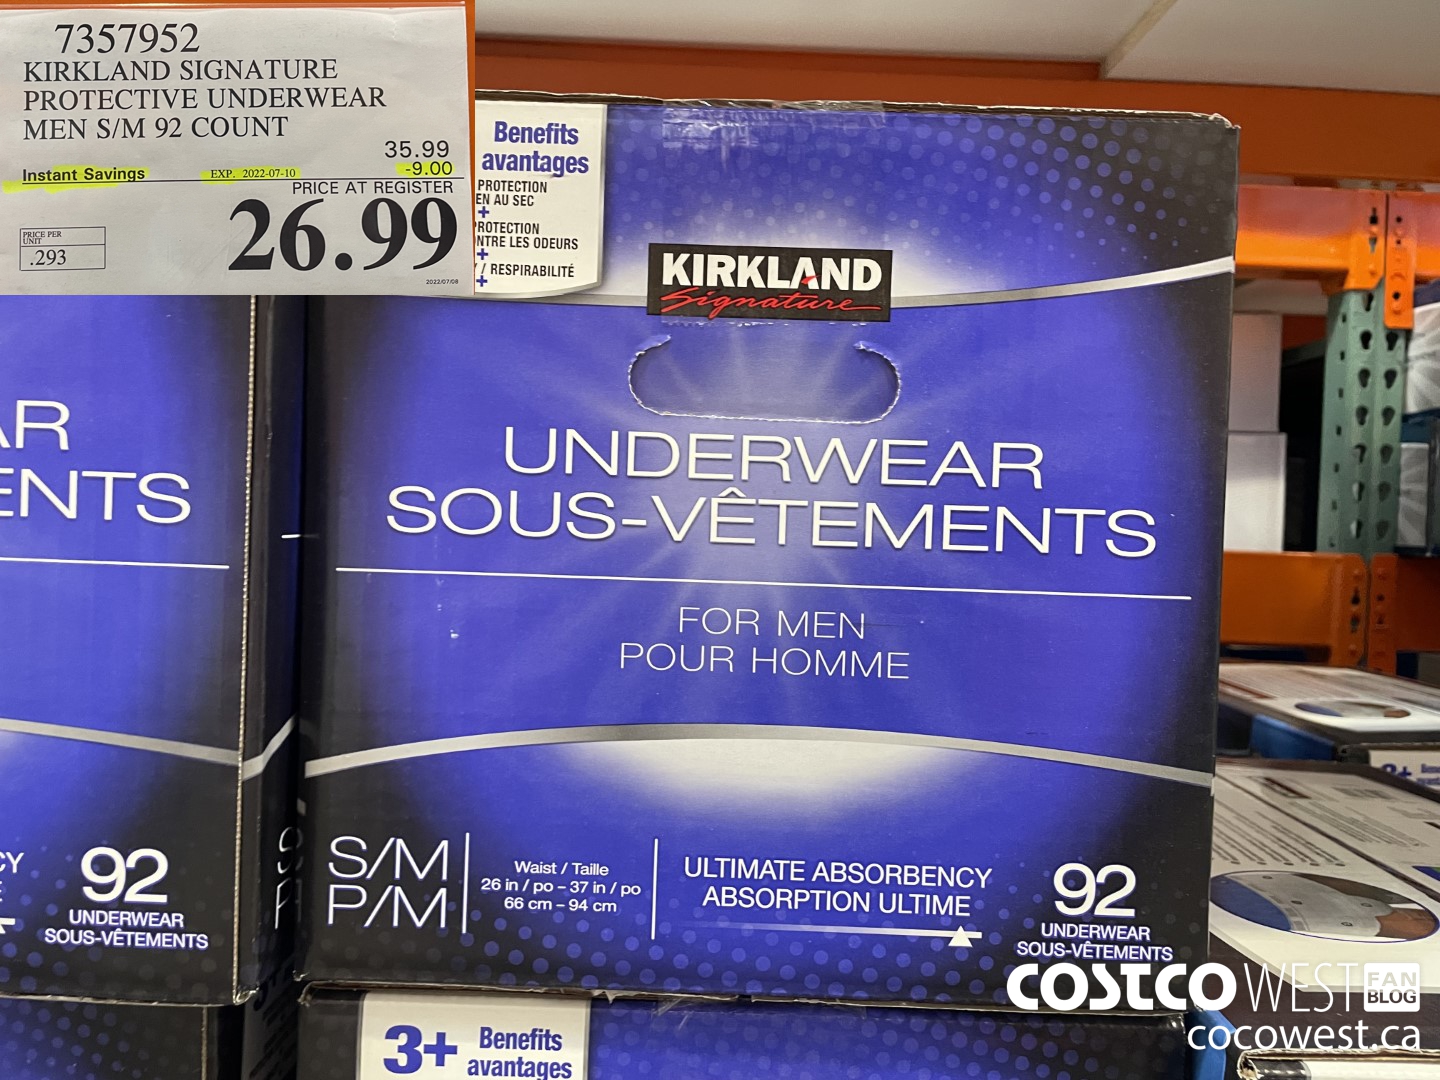 7357952
KIRKLAND SIGNATURE
PROTECTIVE UNDERWEAR
MEN S/M 92 COUNT
35.99
Instant Savings EXP. 2022-07-10 -9.00
PRICE AT REGISTER
26.99
PRICE PER
UNIT
.293
2022/07/08
Benefits
avantages
PROTECTION
EN AU SEC
+
ROTECTION
NTRE LES ODEURS
+
Y / RESPIRABILITÉ
+
KIRKLAND
Signature
UNDERWEAR
SOUS-VÊTEMENTS
FOR MEN
POUR HOMME
S/M
P/M
Waist / Taille
26 in / po – 37 in / po
66 cm – 94 cm
ULTIMATE ABSORBENCY
ABSORPTION ULTIME
92
UNDERWEAR
SOUS-VÊTEMENTS
AR
ENTS
CY
E
92
UNDERWEAR
SOUS-VÊTEMENTS
3+ Benefits
avantages
3+
COSTCO WEST FAN
BLOG
cocowest.ca